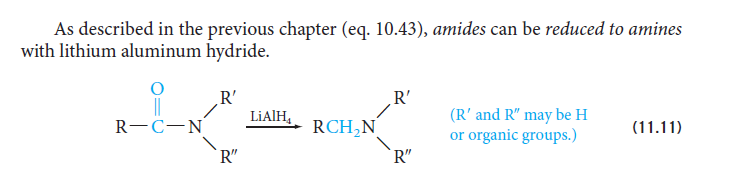 As described in the previous chapter (eq. 10.43), amides can be reduced to amines
with lithium aluminum hydride.
O
R—C—N
R′
R″
LiAlH₄
RCH₂N
R′
R″
(R′ and R″ may be H
or organic groups.)
(11.11)